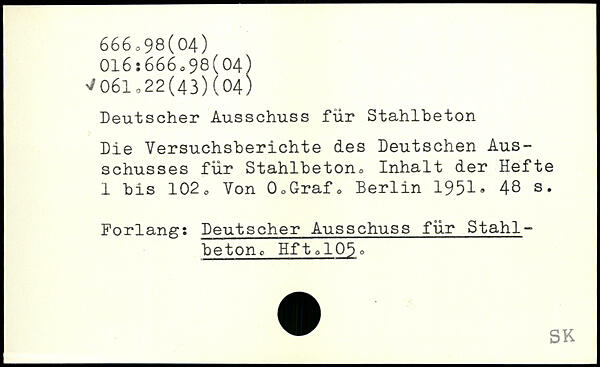 666.98(04)
016:666.98(04)
✓061.22(43)(04)
Deutscher Ausschuss für Stahlbeton
Die Versuchsberichte des Deutschen Aus-
schusses für Stahlbeton. Inhalt der Hefte
1 bis 102. Von O.Graf. Berlin 1951. 48 s.
Forlang: Deutscher Ausschuss für Stahl-
beton. Hft.105.
SK